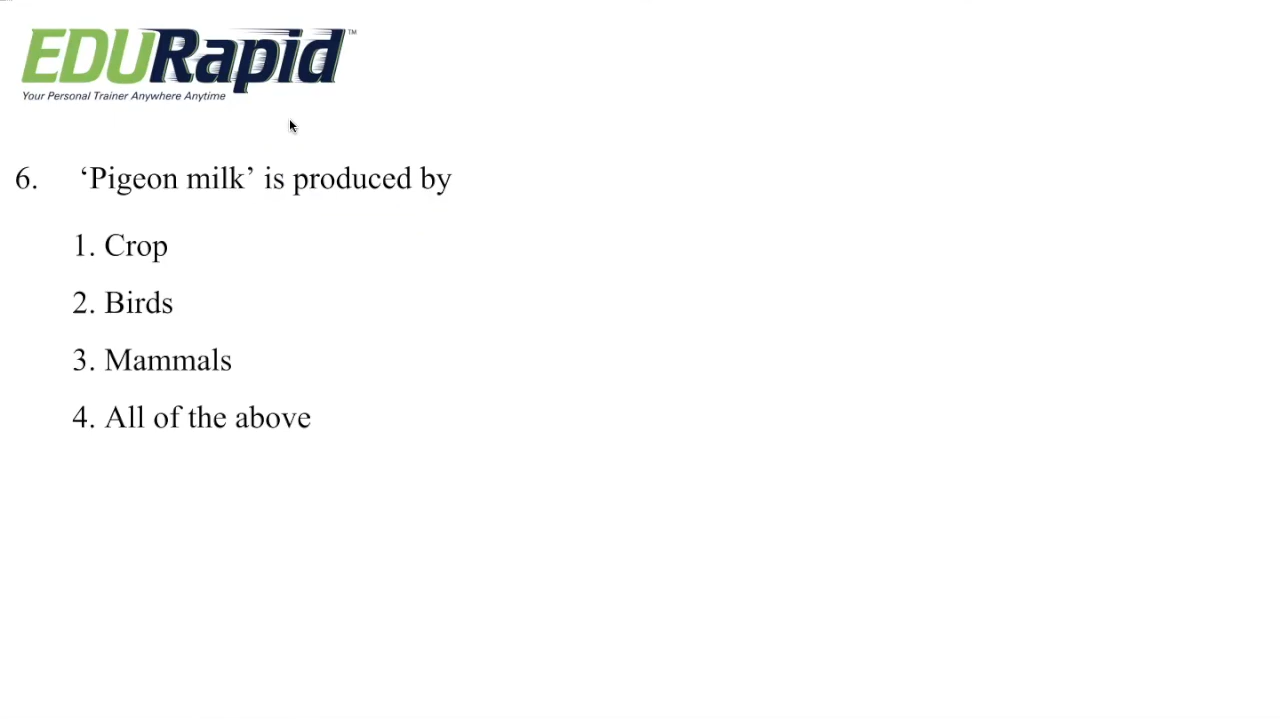 EDURapid™
Your Personal Trainer Anywhere Anytime
6. ‘Pigeon milk’ is produced by
1. Crop
2. Birds
3. Mammals
4. All of the above